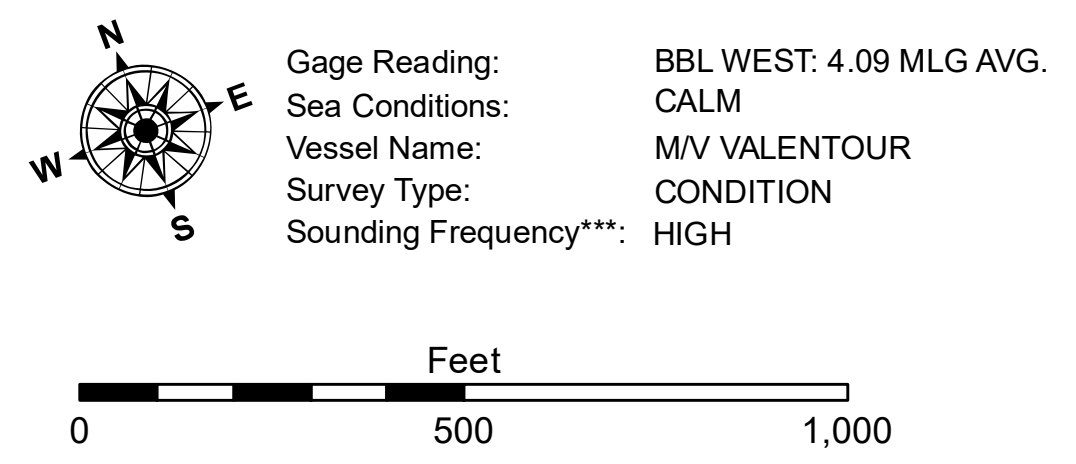 N
E
W
S
Gage Reading: BBL WEST: 4.09 MLG AVG.
Sea Conditions: CALM
Vessel Name: M/V VALENTOUR
Survey Type: CONDITION
Sounding Frequency***: HIGH
Feet
0 500 1,000